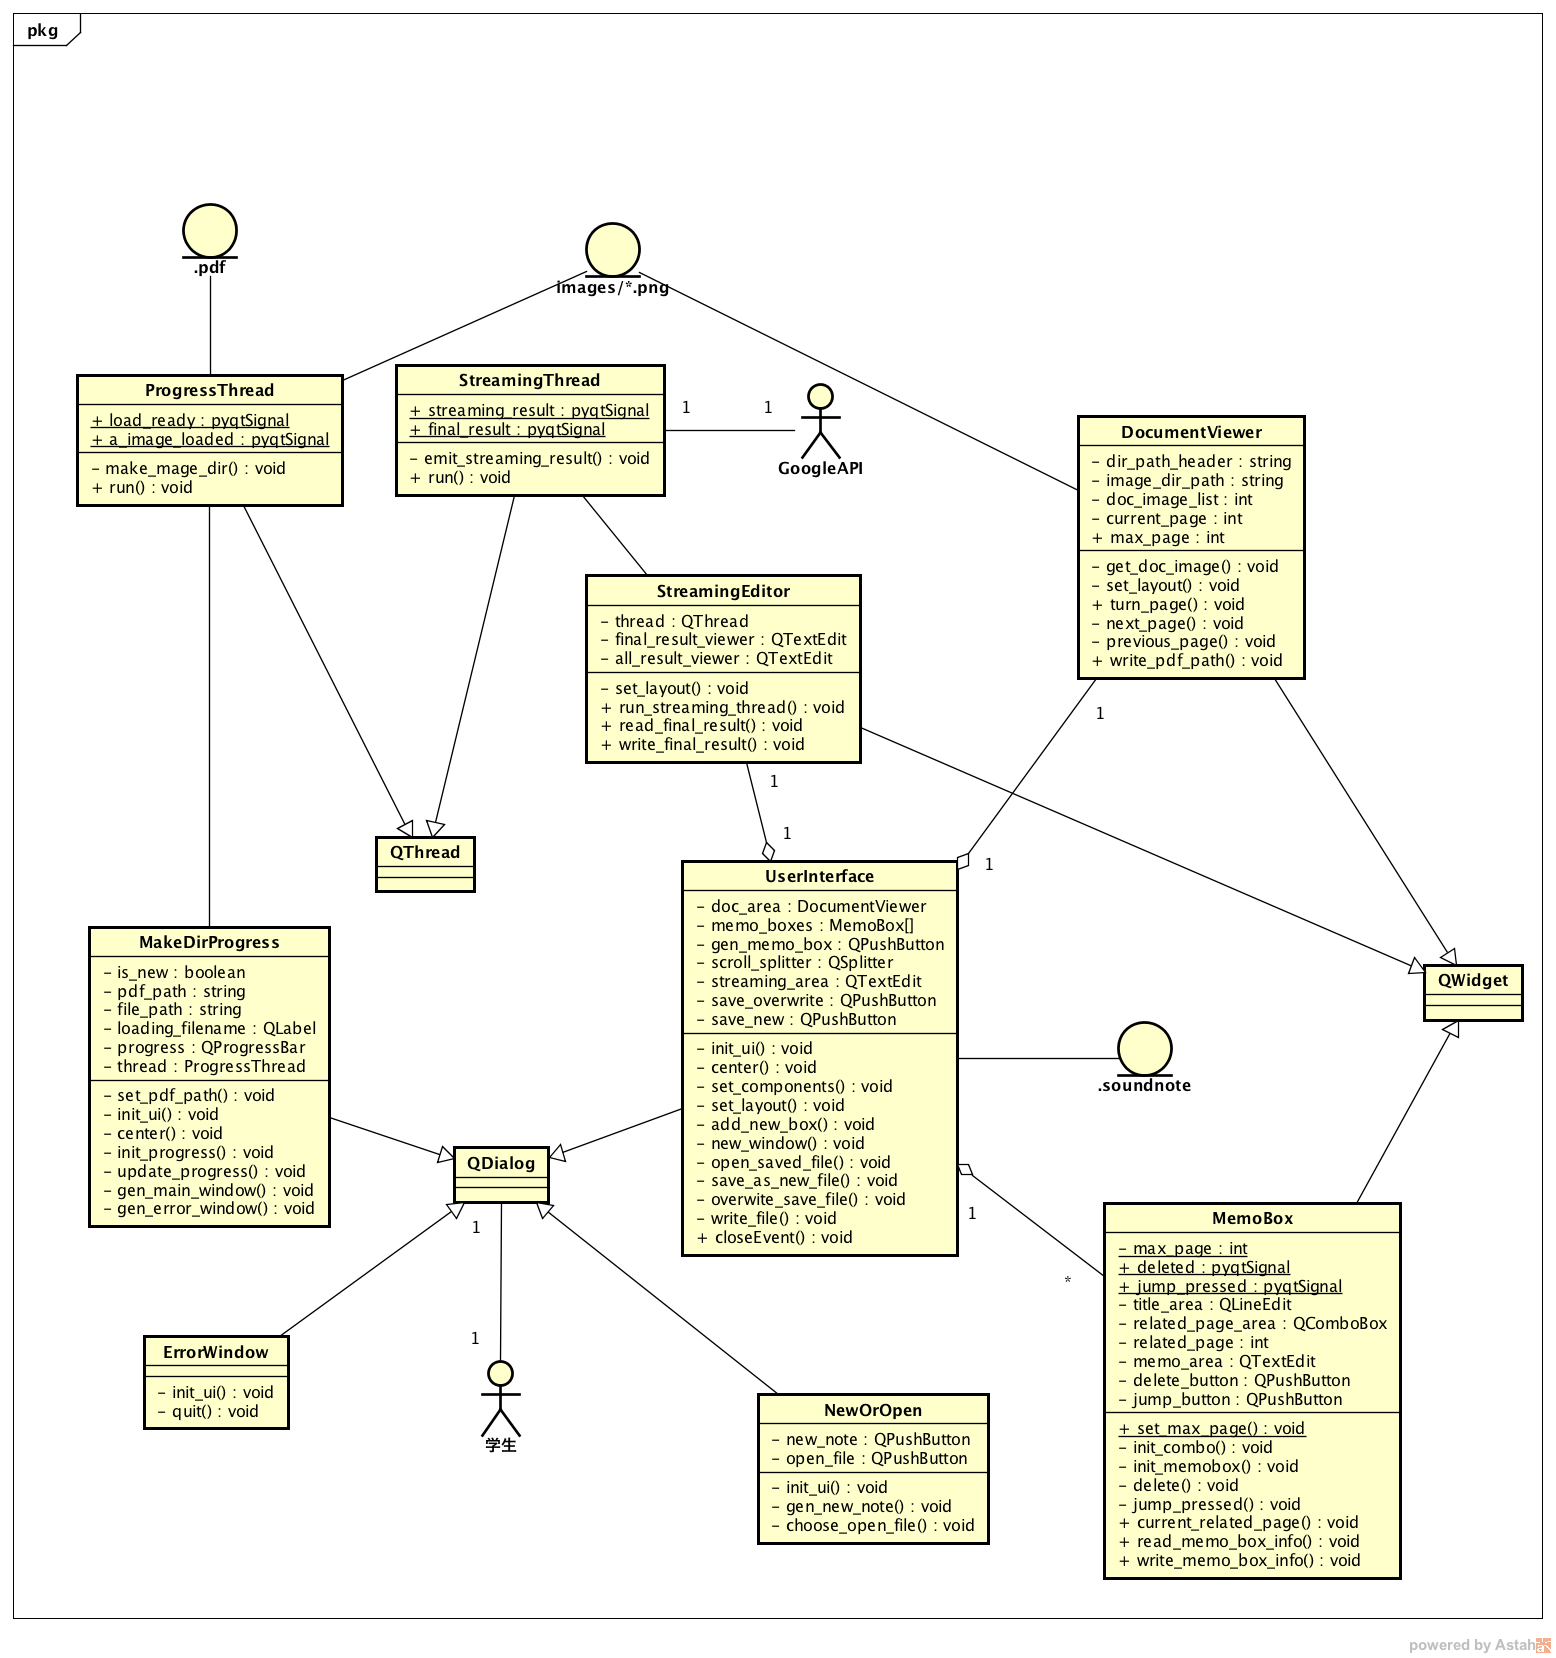 pkg
.pdf
images/*.png
ProgressThread
+ load_ready : pyqtSignal
+ a_image_loaded : pyqtSignal
- make_mage_dir() : void
+ run() : void
StreamingThread
+ streaming_result : pyqtSignal
+ final_result : pyqtSignal
- emit_streaming_result() : void
+ run() : void
1
1
GoogleAPI
DocumentViewer
- dir_path_header : string
- image_dir_path : string
- doc_image_list : int
- current_page : int
+ max_page : int
- get_doc_image() : void
- set_layout() : void
+ turn_page() : void
- next_page() : void
- previous_page() : void
+ write_pdf_path() : void
StreamingEditor
- thread : QThread
- final_result_viewer : QTextEdit
- all_result_viewer : QTextEdit
- set_layout() : void
+ run_streaming_thread() : void
+ read_final_result() : void
+ write_final_result() : void
1
1
1
1
QThread
UserInterface
- doc_area : DocumentViewer
- memo_boxes : MemoBox[]
- gen_memo_box : QPushButton
- scroll_splitter : QSplitter
- streaming_area : QTextEdit
- save_overwrite : QPushButton
- save_new : QPushButton
- init_ui() : void
- center() : void
- set_components() : void
- set_layout() : void
- add_new_box() : void
- new_window() : void
- open_saved_file() : void
- save_as_new_file() : void
- overwite_save_file() : void
- write_file() : void
+ closeEvent() : void
MakeDirProgress
- is_new : boolean
- pdf_path : string
- file_path : string
- loading_filename : QLabel
- progress : QProgressBar
- thread : ProgressThread
- set_pdf_path() : void
- init_ui() : void
- center() : void
- init_progress() : void
- update_progress() : void
- gen_main_window() : void
- gen_error_window() : void
QWidget
.soundnote
QDialog
1
1
1
*
MemoBox
- max_page : int
+ deleted : pyqtSignal
+ jump_pressed : pyqtSignal
- title_area : QLineEdit
- related_page_area : QComboBox
- related_page : int
- memo_area : QTextEdit
- delete_button : QPushButton
- jump_button : QPushButton
+ set_max_page() : void
- init_combo() : void
- init_memobox() : void
- delete() : void
- jump_pressed() : void
+ current_related_page() : void
+ read_memo_box_info() : void
+ write_memo_box_info() : void
ErrorWindow
- init_ui() : void
- quit() : void
学生
NewOrOpen
- new_note : QPushButton
- open_file : QPushButton
- init_ui() : void
- gen_new_note() : void
- choose_open_file() : void
powered by Astah